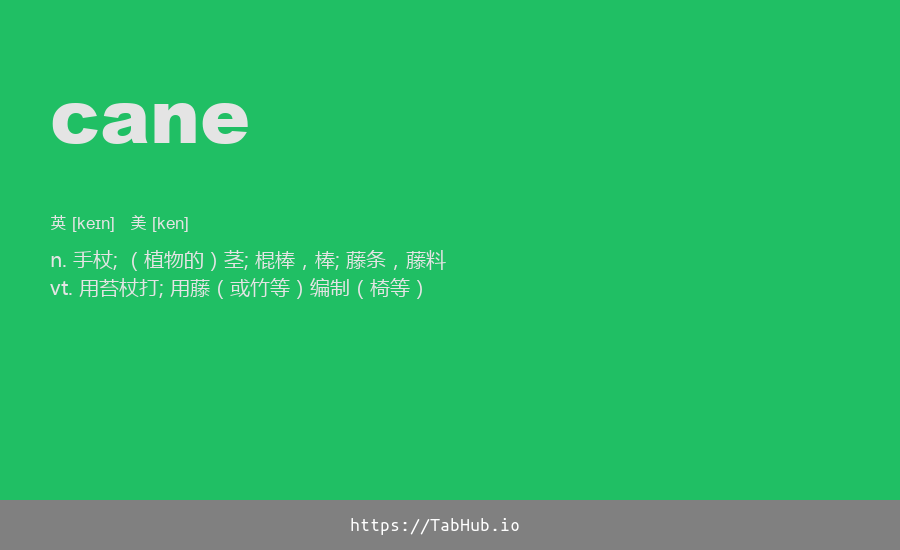 cane
英 [keɪn] 美 [ken]
n. 手杖; （植物的）茎; 棍棒，棒; 藤条，藤料
vt. 用苔杖打; 用藤（或竹等）编制（椅等）
https://TabHub.io